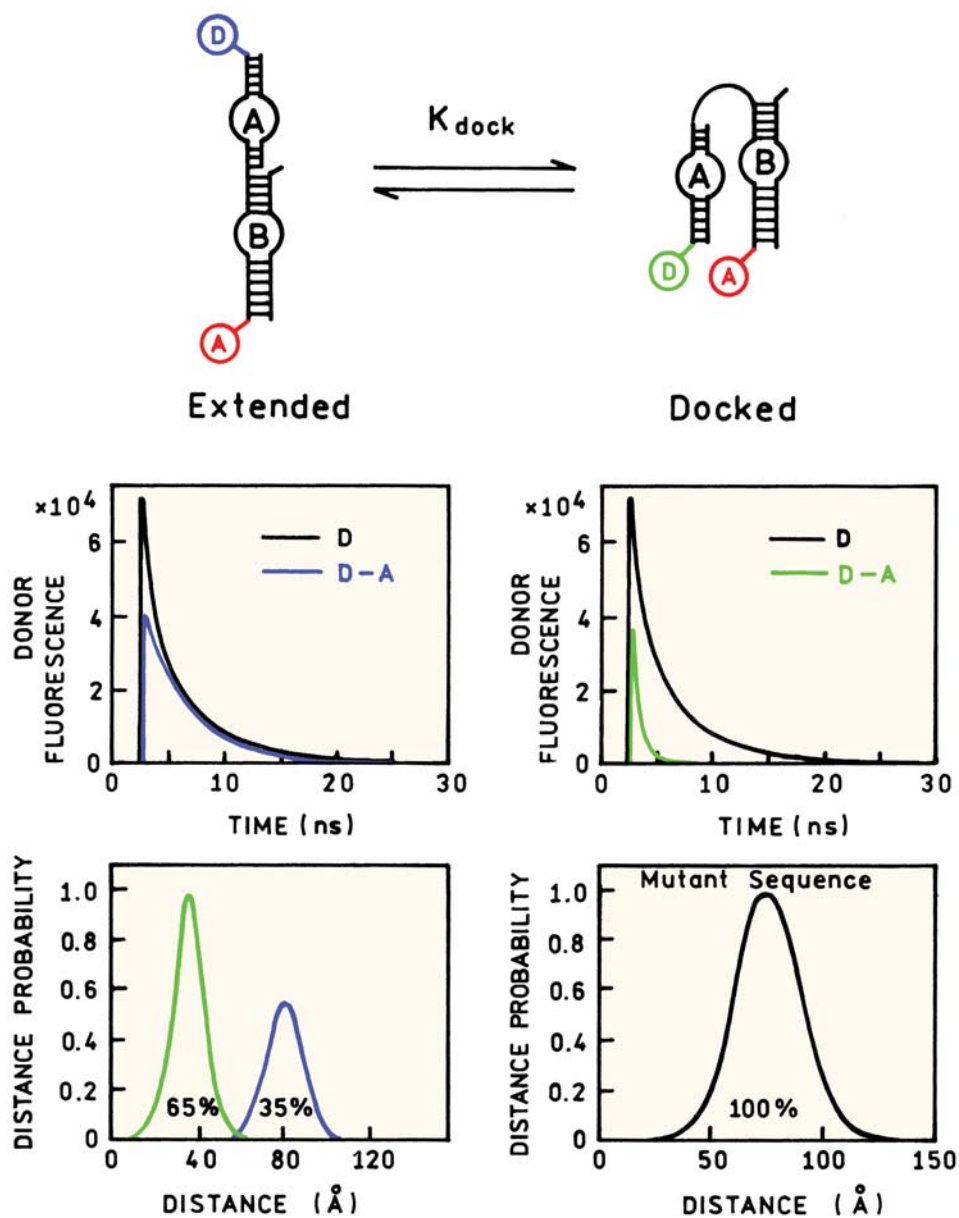 D
A
B
A
K dock
A
B
D
A
Extended
Docked
×10⁴
6
4
2
0
DONOR
FLUORESCENCE
D
D-A
0
10
20
30
TIME (ns)
×10⁴
6
4
2
0
DONOR
FLUORESCENCE
D
D-A
0
10
20
30
TIME (ns)
1.0
0.8
0.6
0.4
0.2
0
DISTANCE PROBABILITY
65%
35%
0
40
80
120
DISTANCE (Å)
Mutant Sequence
1.0
0.8
0.6
0.4
0.2
0
DISTANCE PROBABILITY
100%
0
50
100
150
DISTANCE (Å)